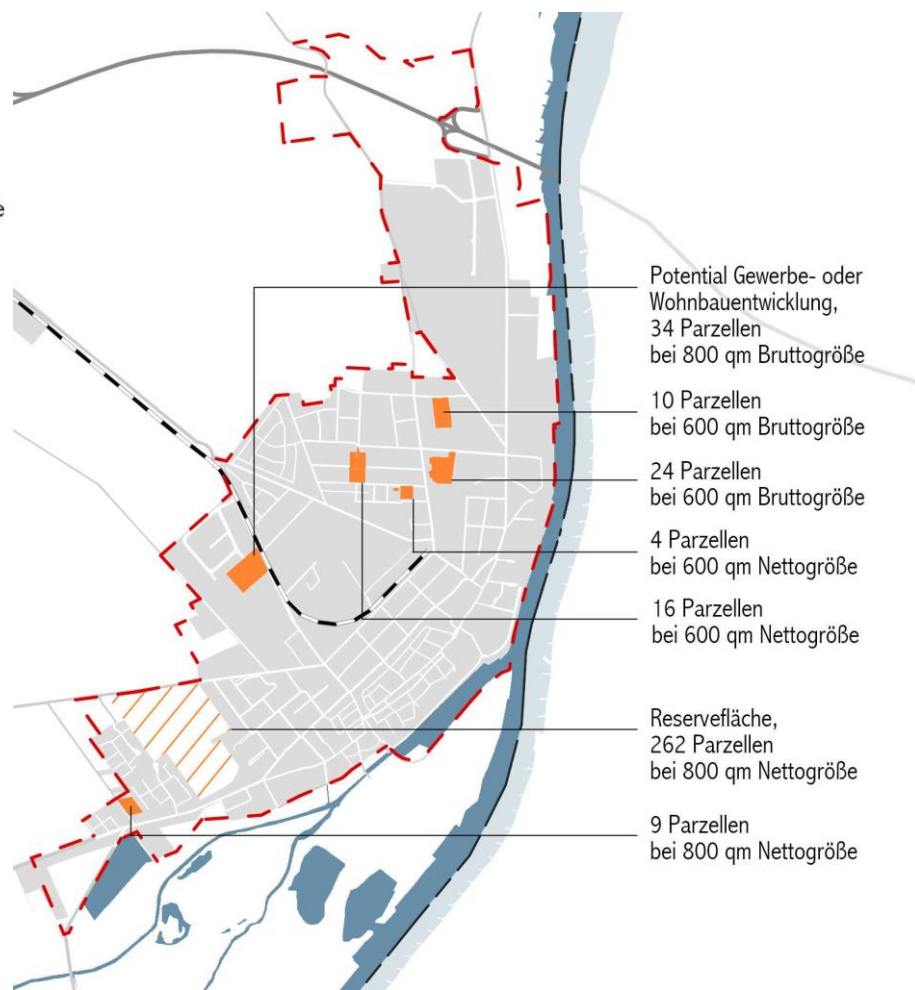 e
Potential Gewerbe- oder
Wohnbauentwicklung,
34 Parzellen
bei 800 qm Bruttogröße
10 Parzellen
bei 600 qm Bruttogröße
24 Parzellen
bei 600 qm Bruttogröße
4 Parzellen
bei 600 qm Nettogröße
16 Parzellen
bei 600 qm Nettogröße
Reservefläche,
262 Parzellen
bei 800 qm Nettogröße
9 Parzellen
bei 800 qm Nettogröße